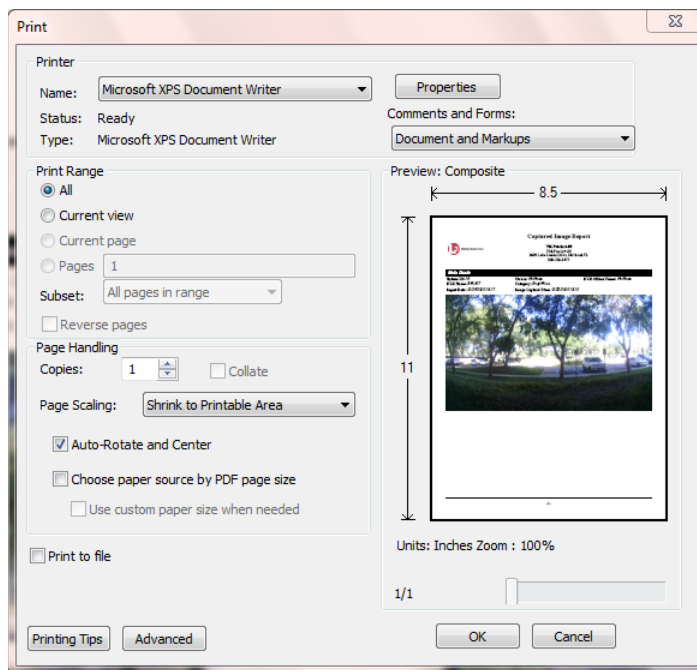 Print
Printer
Name: Microsoft XPS Document Writer
Properties
Status: Ready
Comments and Forms:
Type: Microsoft XPS Document Writer
Document and Markups
Print Range
All
Current view
Current page
Pages 1
Subset: All pages in range
Reverse pages
Page Handling
Copies: 1 Collate
Page Scaling: Shrink to Printable Area
Auto-Rotate and Center
Choose paper source by PDF page size
Use custom paper size when needed
Print to file
Printing Tips Advanced
Preview: Composite
8.5
11
Captured Image Report
Units: Inches Zoom : 100%
1/1
OK Cancel